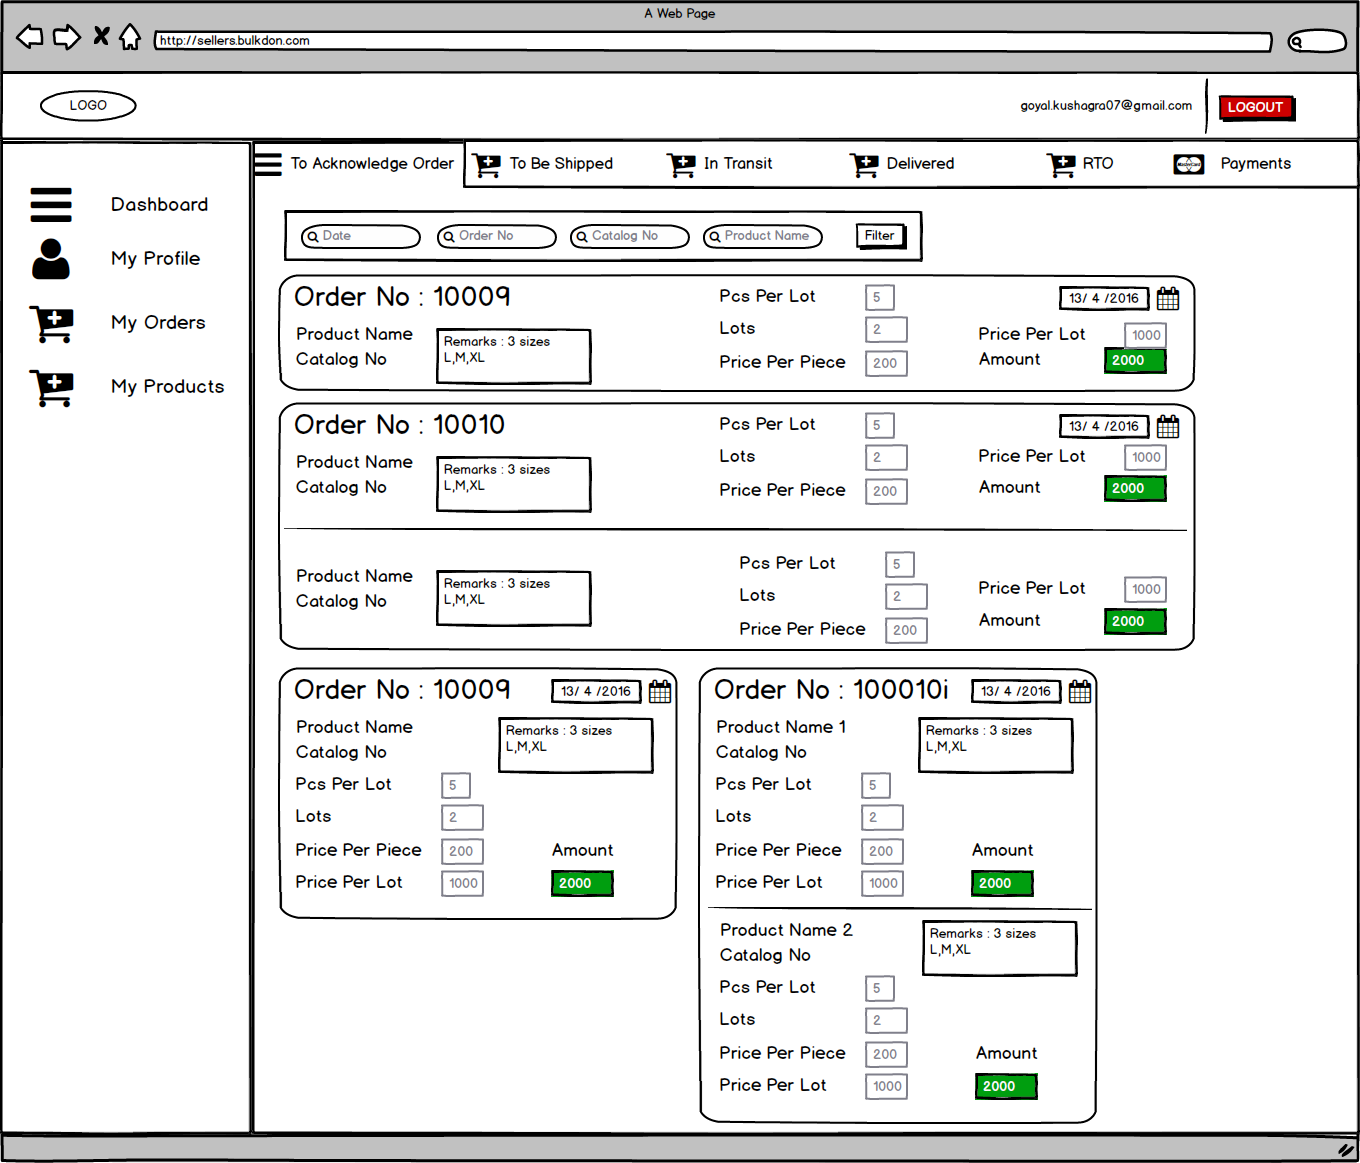 A Web Page
http://sellers.bulkdon.com
LOGO
goyal.kushagra07@gmail.com
LOGOUT
To Acknowledge Order
To Be Shipped
In Transit
Delivered
RTO
MasterCard
Payments
Dashboard
My Profile
My Orders
My Products
Date
Order No
Catalog No
Product Name
Filter
Order No : 10009
Pcs Per Lot
5
13/ 4 /2016
Product Name
Catalog No
Remarks : 3 sizes
L,M,XL
Lots
2
Price Per Piece
200
Price Per Lot
1000
Amount
2000
Order No : 10010
Pcs Per Lot
5
13/ 4 /2016
Product Name
Catalog No
Remarks : 3 sizes
L,M,XL
Lots
2
Price Per Piece
200
Price Per Lot
1000
Amount
2000
Product Name
Catalog No
Remarks : 3 sizes
L,M,XL
Pcs Per Lot
5
Lots
2
Price Per Piece
200
Price Per Lot
1000
Amount
2000
Order No : 10009
13/ 4 /2016
Product Name
Catalog No
Remarks : 3 sizes
L,M,XL
Pcs Per Lot
5
Lots
2
Price Per Piece
200
Price Per Lot
1000
Amount
2000
Order No : 100010i
13/ 4 /2016
Product Name 1
Catalog No
Remarks : 3 sizes
L,M,XL
Pcs Per Lot
5
Lots
2
Price Per Piece
200
Price Per Lot
1000
Amount
2000
Product Name 2
Catalog No
Remarks : 3 sizes
L,M,XL
Pcs Per Lot
5
Lots
2
Price Per Piece
200
Price Per Lot
1000
Amount
2000